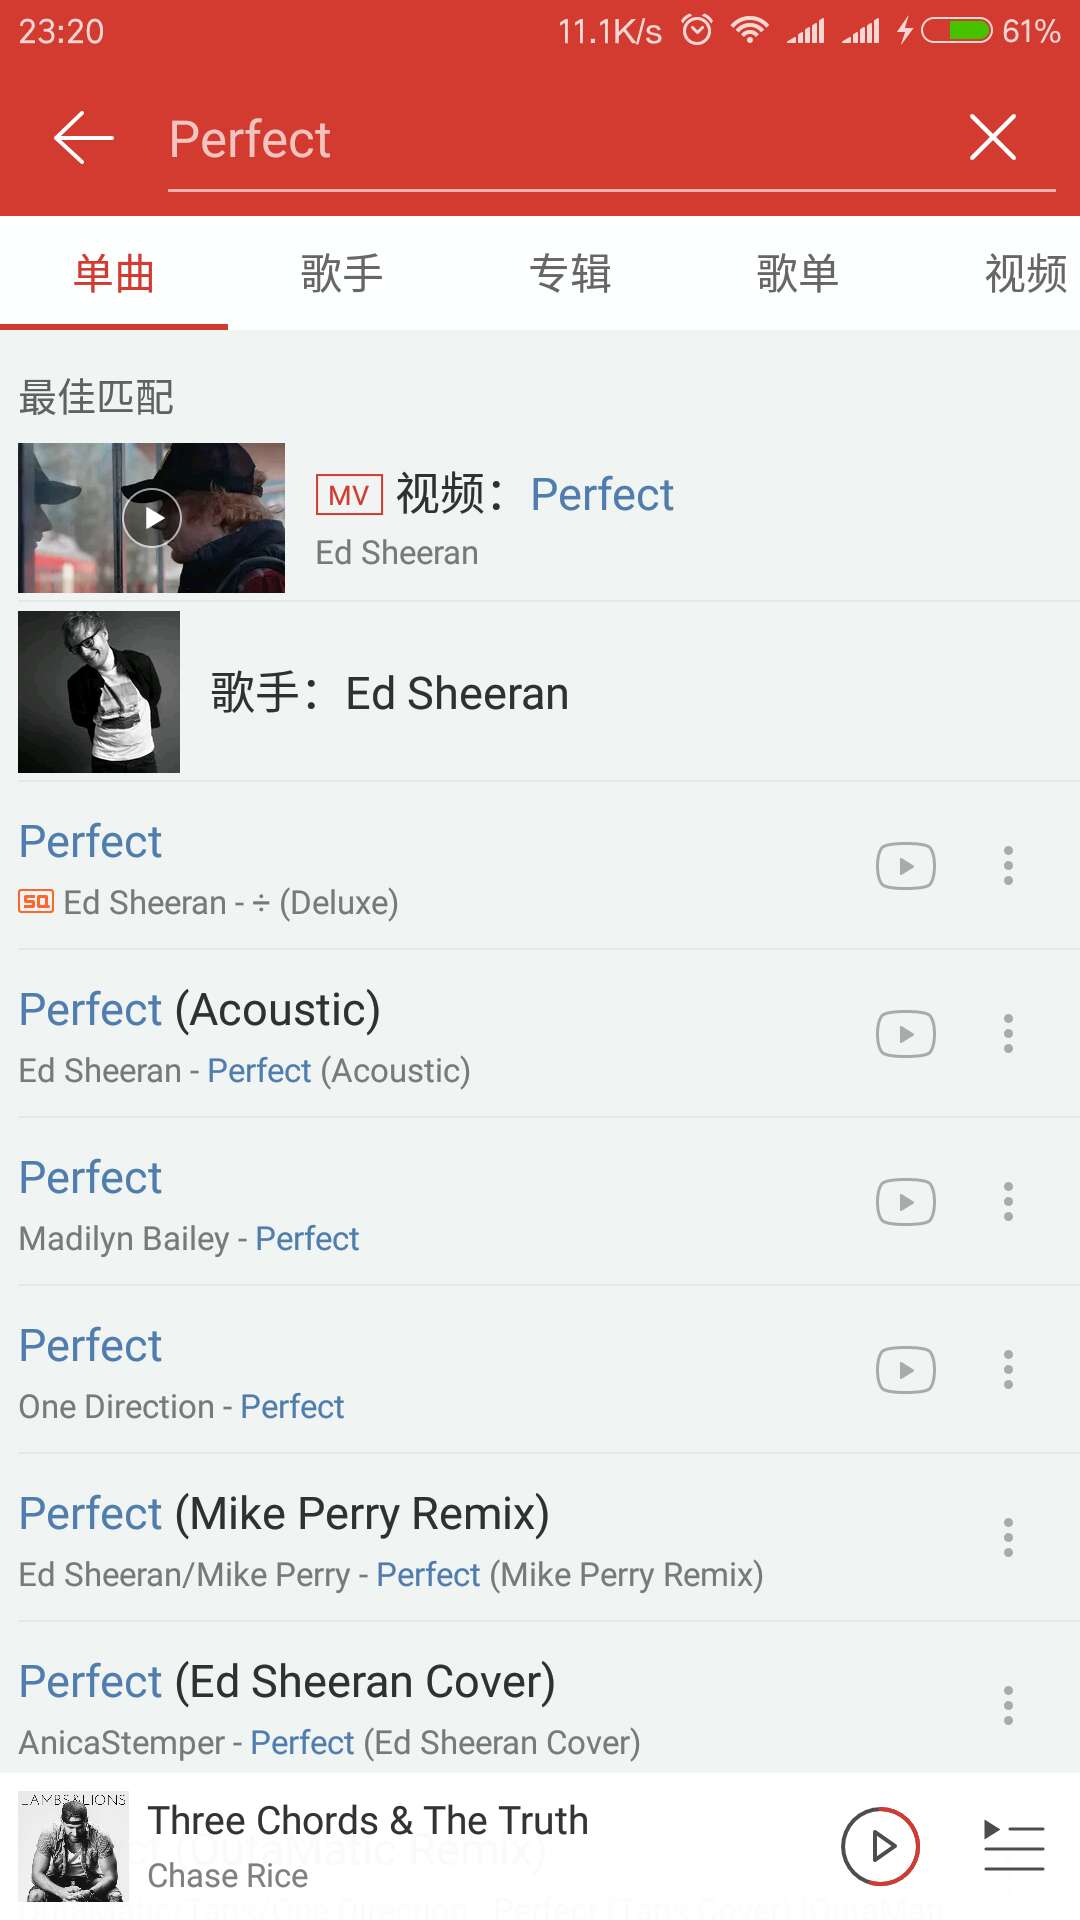 23:20 11.1K/s 61%
Perfect
单曲 歌手 专辑 歌单 视频
最佳匹配
MV 视频：Perfect
Ed Sheeran
歌手：Ed Sheeran
Perfect
SQ Ed Sheeran - ÷ (Deluxe)
Perfect (Acoustic)
Ed Sheeran - Perfect (Acoustic)
Perfect
Madilyn Bailey - Perfect
Perfect
One Direction - Perfect
Perfect (Mike Perry Remix)
Ed Sheeran/Mike Perry - Perfect (Mike Perry Remix)
Perfect (Ed Sheeran Cover)
AnicaStemper - Perfect (Ed Sheeran Cover)
LAMBS & LIONS
Three Chords & The Truth
Chase Rice